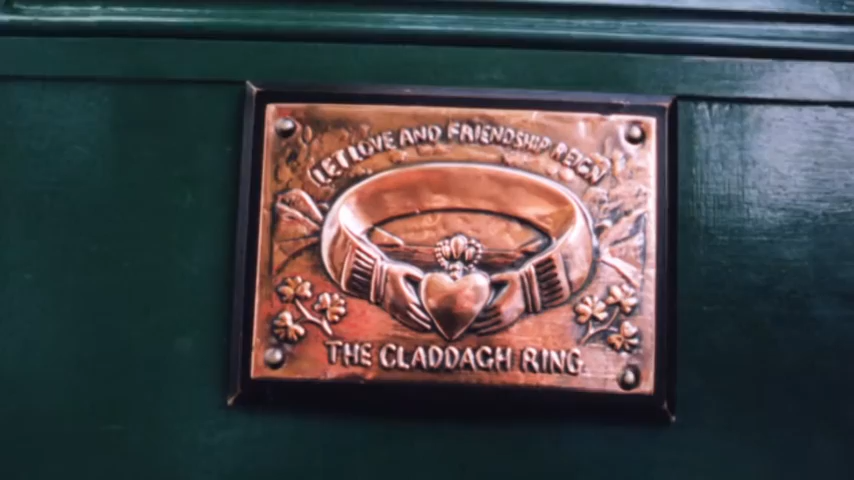 LET LOVE AND FRIENDSHIP REIGN
THE CLADDAGH RING